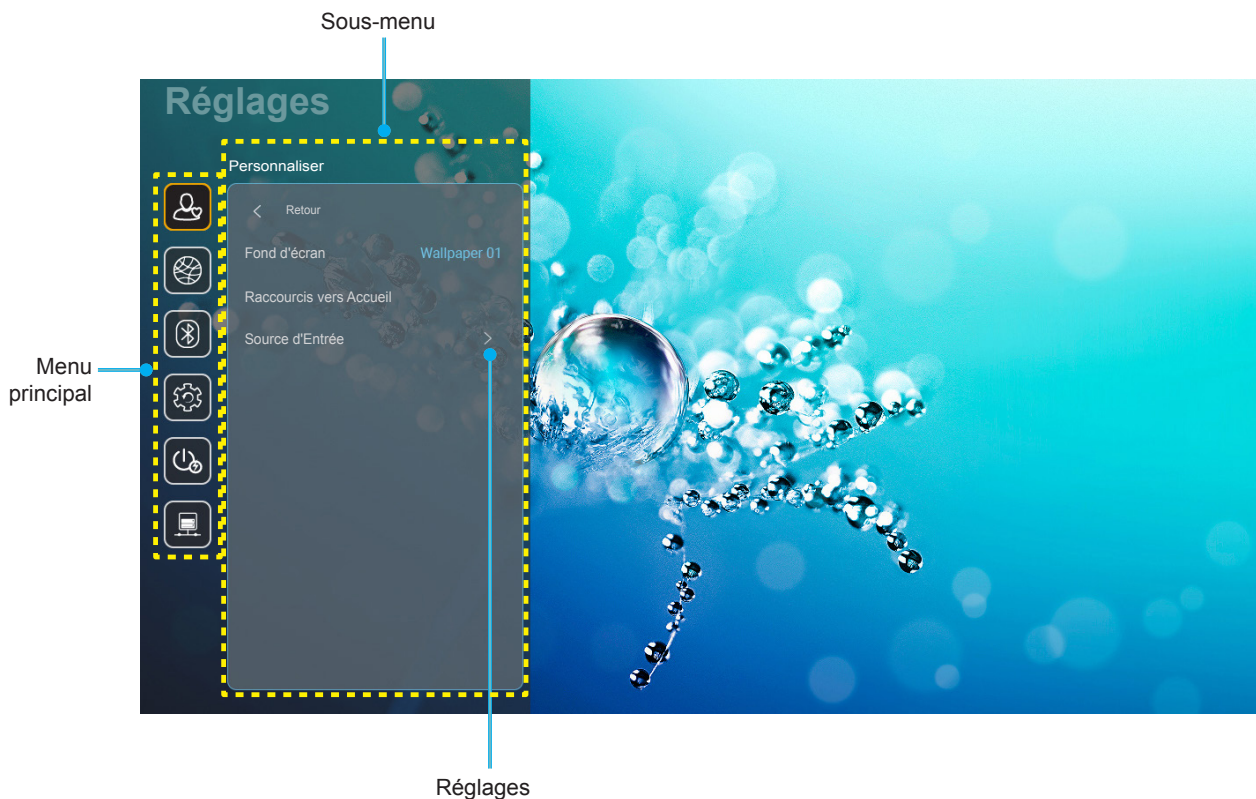 Sous-menu
Réglages
Personnaliser
Retour
Fond d'écran Wallpaper 01
Raccourcis vers Accueil
Source d'Entrée
Menu
principal
Réglages